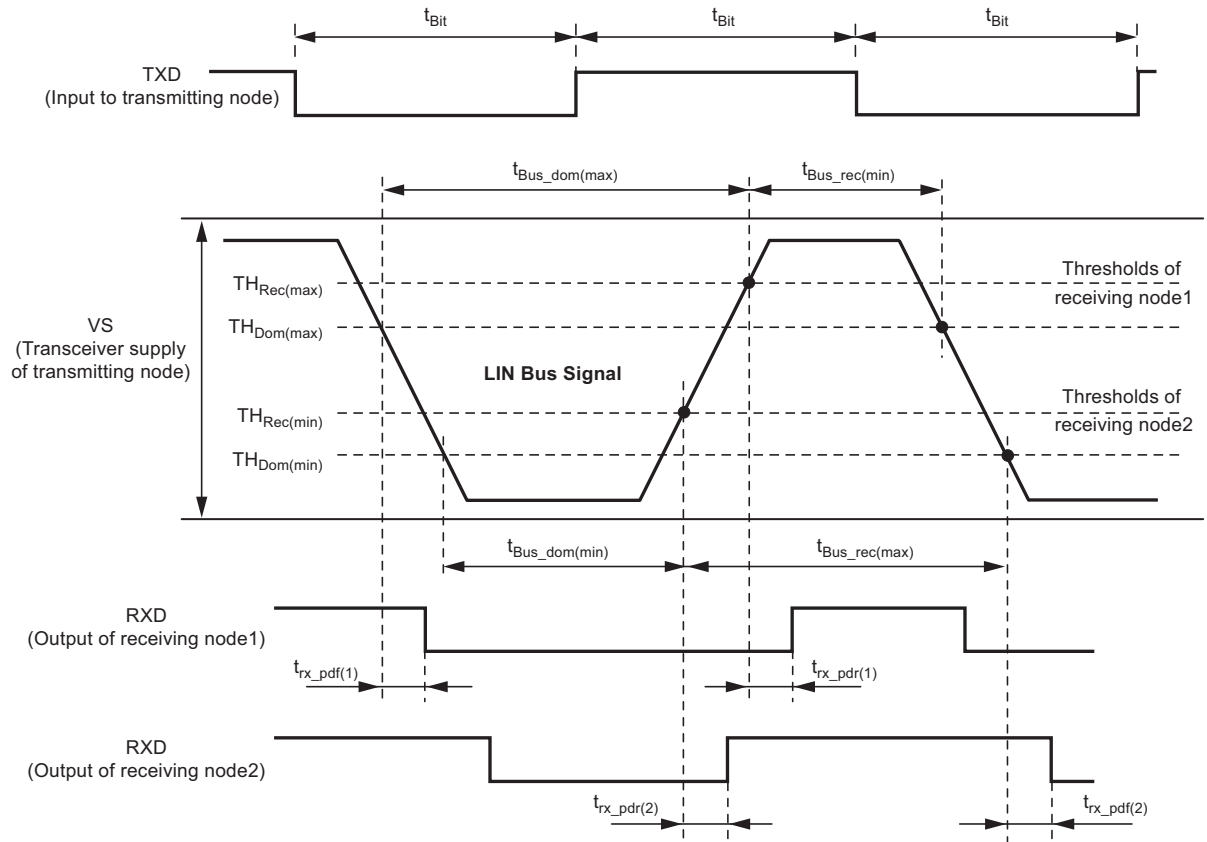 tBit
tBit
tBit
TXD
(Input to transmitting node)
tBus_dom(max)
tBus_rec(min)
THRec(max)
Thresholds of
receiving node1
THDom(max)
VS
(Transceiver supply
of transmitting node)
LIN Bus Signal
THRec(min)
Thresholds of
receiving node2
THDom(min)
tBus_dom(min)
tBus_rec(max)
RXD
(Output of receiving node1)
trx_pdf(1)
trx_pdr(1)
RXD
(Output of receiving node2)
trx_pdr(2)
trx_pdf(2)